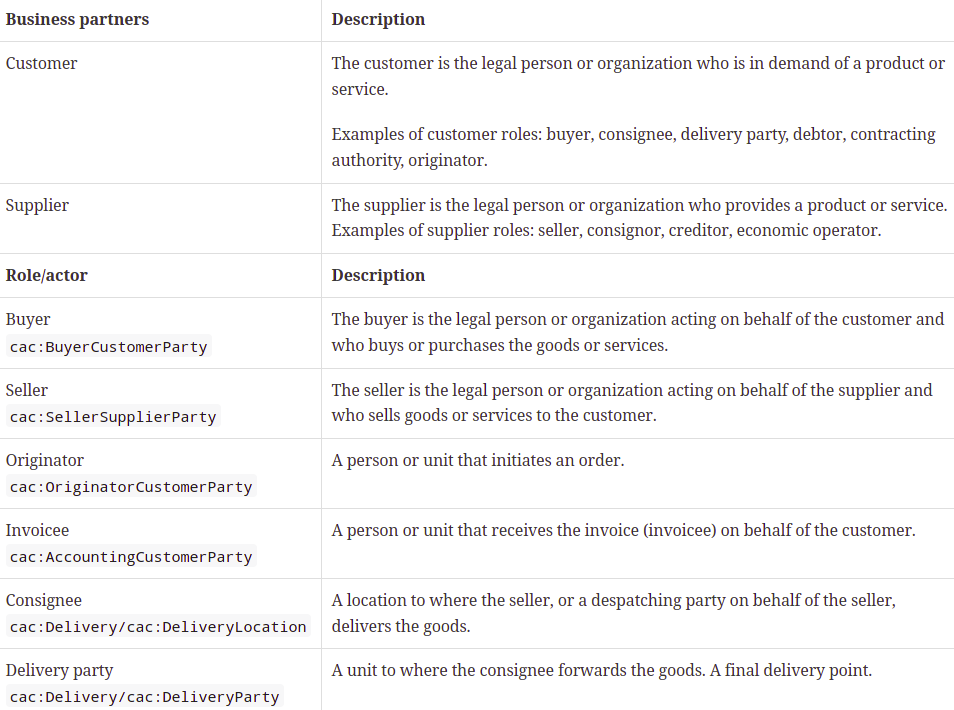 Business partners
Description
Customer
The customer is the legal person or organization who is in demand of a product or
service.
Examples of customer roles: buyer, consignee, delivery party, debtor, contracting
authority, originator.
Supplier
The supplier is the legal person or organization who provides a product or service.
Examples of supplier roles: seller, consignor, creditor, economic operator.
Role/actor
Description
Buyer
cac:BuyerCustomerParty
The buyer is the legal person or organization acting on behalf of the customer and
who buys or purchases the goods or services.
Seller
cac:SellerSupplierParty
The seller is the legal person or organization acting on behalf of the supplier and
who sells goods or services to the customer.
Originator
cac:OriginatorCustomerParty
A person or unit that initiates an order.
Invoicee
cac:AccountingCustomerParty
A person or unit that receives the invoice (invoicee) on behalf of the customer.
Consignee
cac:Delivery/cac:DeliveryLocation
A location to where the seller, or a despatching party on behalf of the seller,
delivers the goods.
Delivery party
cac:Delivery/cac:DeliveryParty
A unit to where the consignee forwards the goods. A final delivery point.